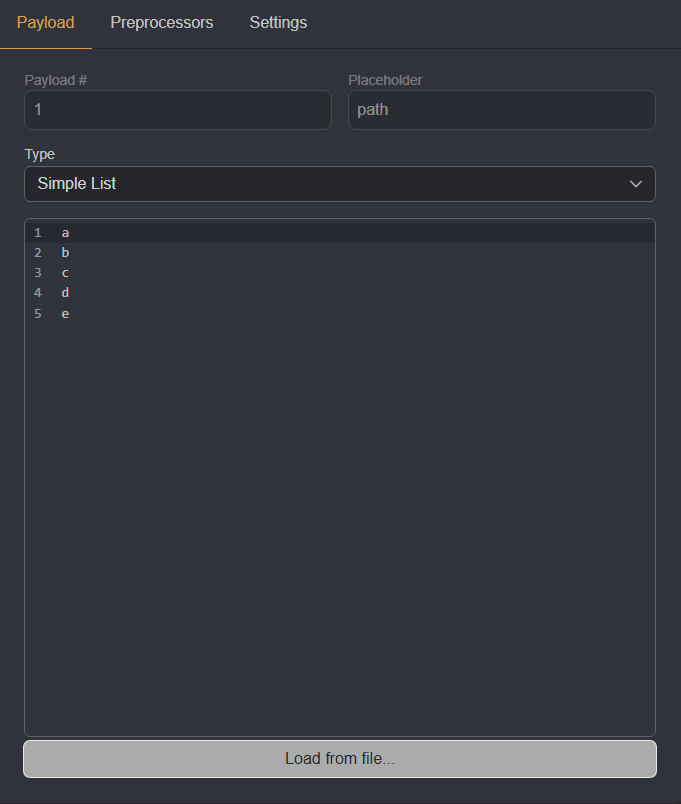 Payload Preprocessors Settings
Payload # Placeholder
1 path
Type
Simple List
1 a
2 b
3 c
4 d
5 e
Load from file...